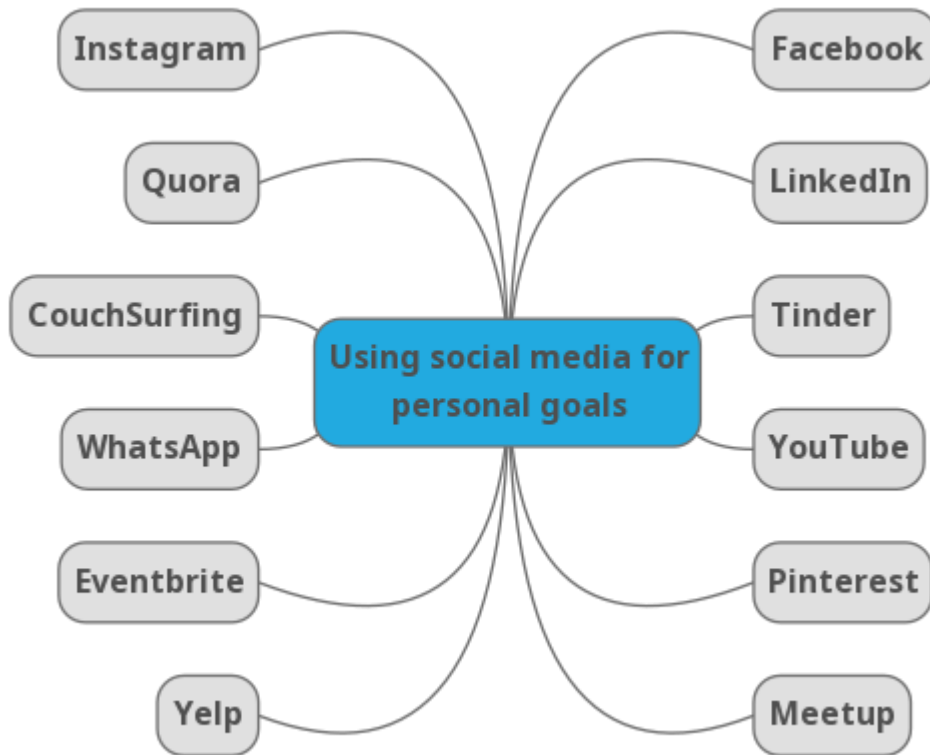 Instagram
Facebook
Quora
LinkedIn
CouchSurfing
Tinder
Using social media for
personal goals
WhatsApp
YouTube
Eventbrite
Pinterest
Yelp
Meetup